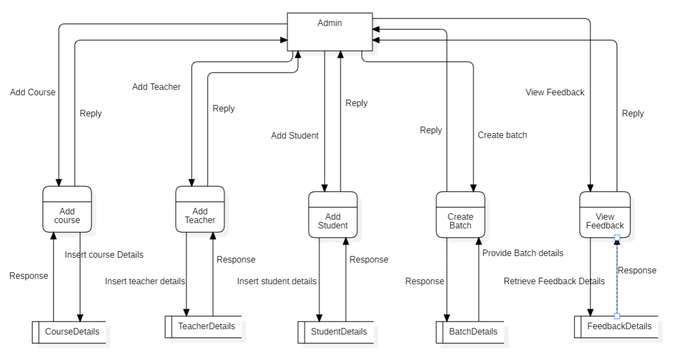 Admin
Add Course
Reply
Add Teacher
Reply
Add Student
Reply
Reply
Create batch
View Feedback
Reply
Add
course
Add
Teacher
Add
Student
Create
Batch
View
Feedback
Response
Insert course Details
Insert teacher details
Response
Insert student details
Response
Response
Provide Batch details
Retrieve Feedback Details
Response
CourseDetails
TeacherDetails
StudentDetails
BatchDetails
FeedbackDetails